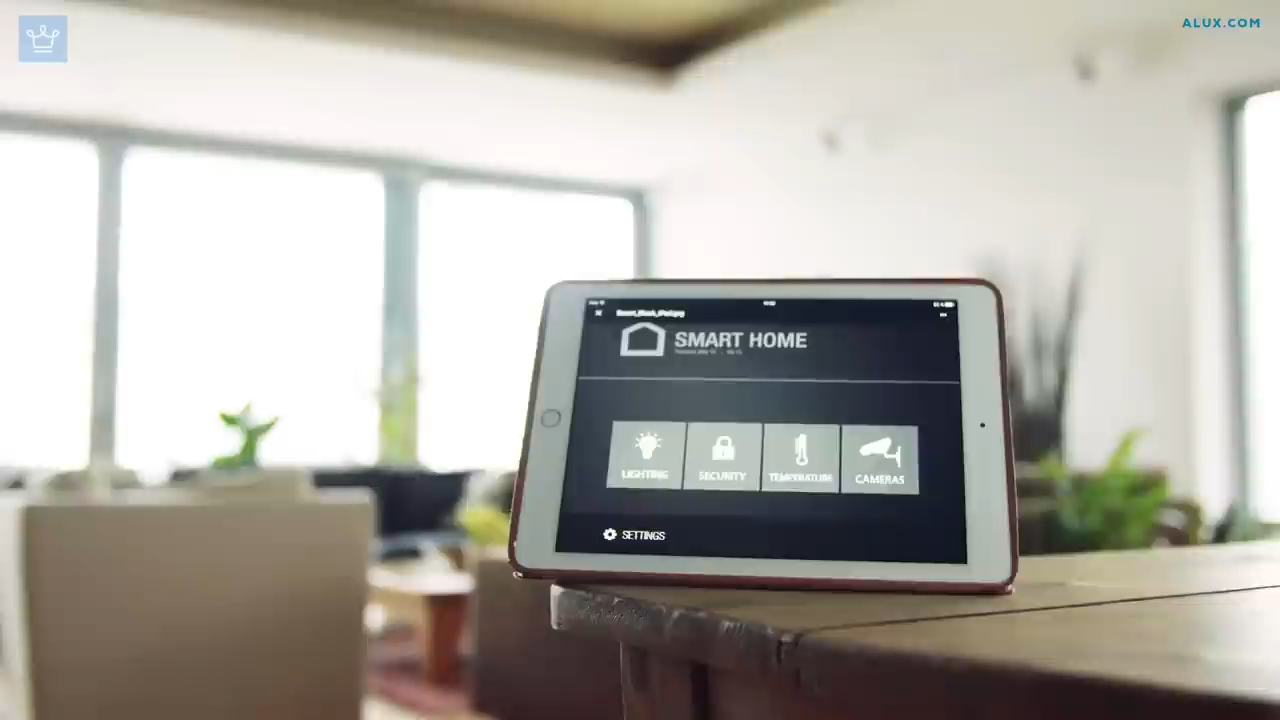 ALUX.COM
SMART HOME
LIGHTING
SECURITY
TEMPERATURE
CAMERAS
SETTINGS